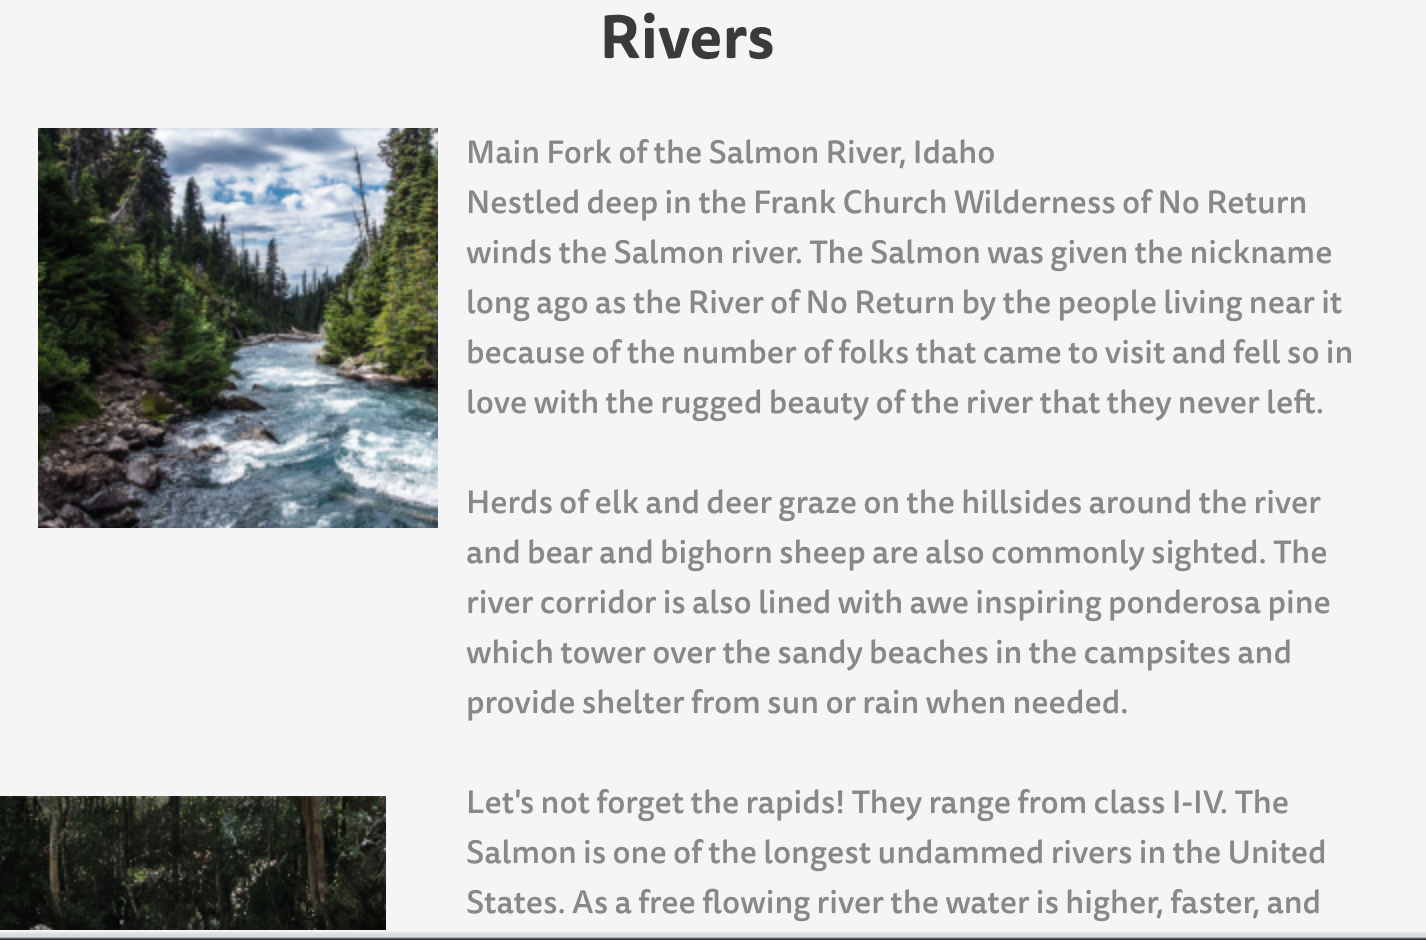 Rivers
Main Fork of the Salmon River, Idaho
Nestled deep in the Frank Church Wilderness of No Return
winds the Salmon river. The Salmon was given the nickname
long ago as the River of No Return by the people living near it
because of the number of folks that came to visit and fell so in
love with the rugged beauty of the river that they never left.
Herds of elk and deer graze on the hillsides around the river
and bear and bighorn sheep are also commonly sighted. The
river corridor is also lined with awe inspiring ponderosa pine
which tower over the sandy beaches in the campsites and
provide shelter from sun or rain when needed.
Let's not forget the rapids! They range from class I-IV. The
Salmon is one of the longest undammed rivers in the United
States. As a free flowing river the water is higher, faster, and